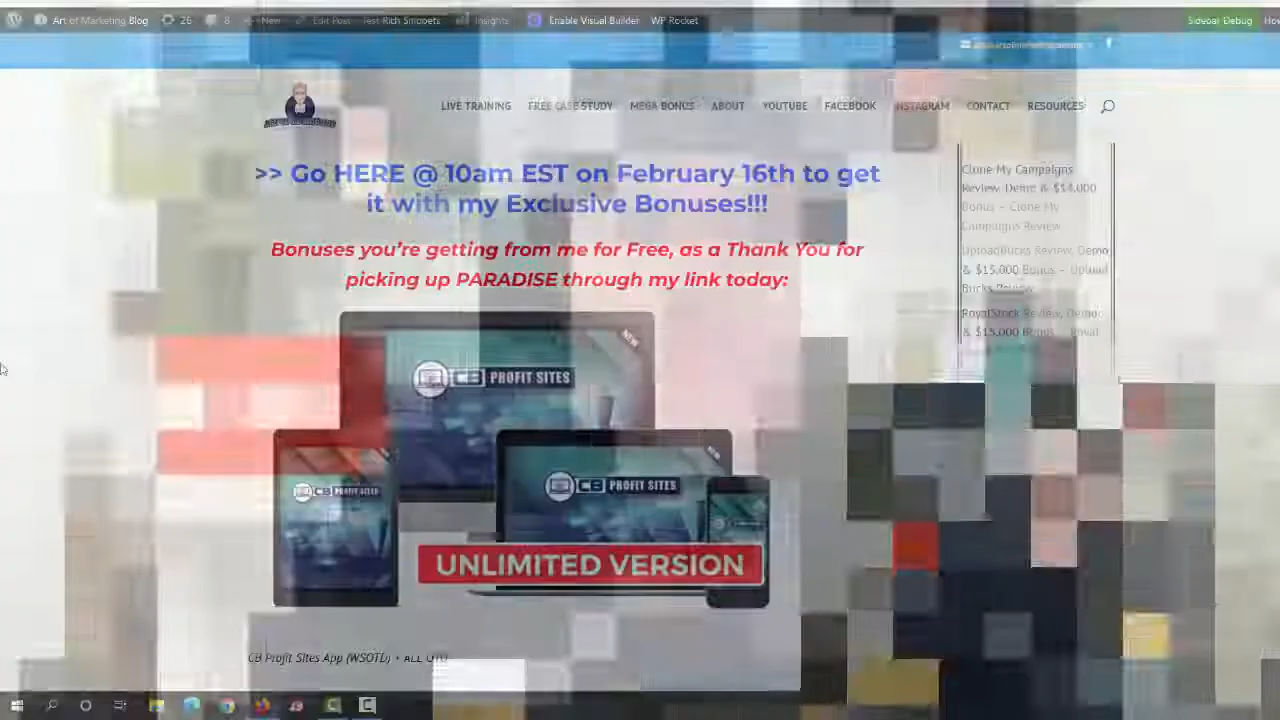 Art of Marketing Blog 26 8 New Edit Post Test Rich Snippets Insights Enable Visual Builder WP Rocket Sidebar Debug How
LIVE TRAINING FREE CASE STUDY MEGA BONUS ABOUT YOUTUBE FACEBOOK INSTAGRAM CONTACT RESOURCES
>> Go HERE @ 10am EST on February 16th to get
it with my Exclusive Bonuses!!!
Bonuses you're getting from me for Free, as a Thank You for
picking up PARADISE through my link today:
Clone My Campaigns
Review, Demo & $14,000
Bonus – Clone My
Campaigns Review
UploadBucks Review, Demo
& $15,000 Bonus – Upload
Bucks Review
RoyalStock Review, Demo
& $15,000 Bonus – Royal
NEW
CB PROFIT SITES
NEW
CB PROFIT SITES
CB PROFIT SITES
UNLIMITED VERSION
CB Profit Sites App (WSOTD) + ALL OTO